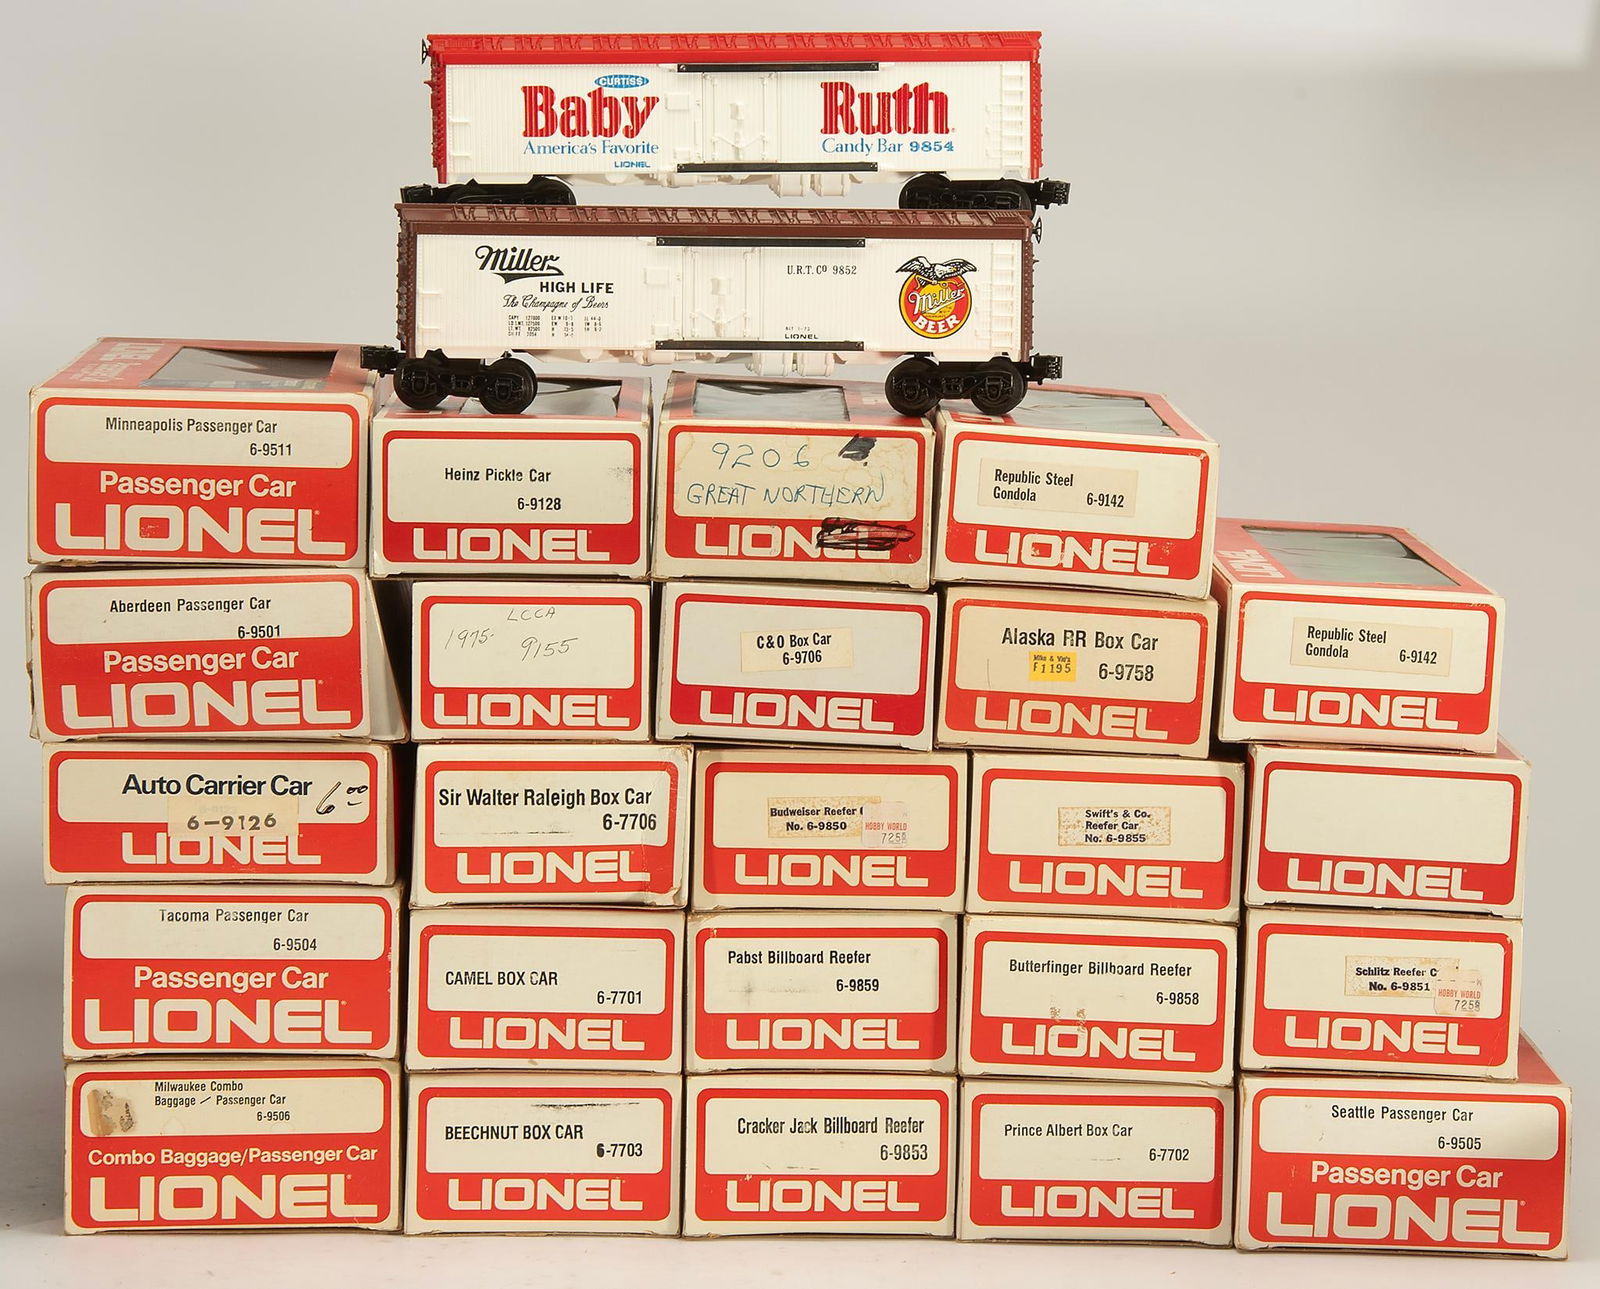 CURTISS
Baby Ruth
America's Favorite Candy Bar 9854
LIONEL
Miller
HIGH LIFE
The Champagne of Beers
U.R.T. Co 9852
LIONEL
Miller
BEER
Minneapolis Passenger Car
6-9511
Passenger Car
LIONEL
Heinz Pickle Car
6-9128
LIONEL
9206
GREAT NORTHERN
LIONEL
Republic Steel
Gondola 6-9142
LIONEL
Aberdeen Passenger Car
6-9501
Passenger Car
LIONEL
LCCA
1975- 9155
LIONEL
C&O Box Car
6-9706
LIONEL
Alaska RR Box Car
Mike & Vio's
F1195
6-9758
LIONEL
Republic Steel
Gondola 6-9142
LIONEL
Auto Carrier Car
6-9126
6.00
LIONEL
Sir Walter Raleigh Box Car
6-7706
LIONEL
Budweiser Reefer
No. 6-9850
HOBBY WORLD
7258
LIONEL
Swift's & Co.
Reefer Car
No. 6-9855
LIONEL
LIONEL
Tacoma Passenger Car
6-9504
Passenger Car
LIONEL
CAMEL BOX CAR
6-7701
LIONEL
Pabst Billboard Reefer
6-9859
LIONEL
Butterfinger Billboard Reefer
6-9858
LIONEL
Schlitz Reefer C
No. 6-9851
HOBBY WORLD
7258
LIONEL
Milwaukee Combo
Baggage / Passenger Car
6-9506
Combo Baggage/Passenger Car
LIONEL
BEECHNUT BOX CAR
6-7703
LIONEL
Cracker Jack Billboard Reefer
6-9853
LIONEL
Prince Albert Box Car
6-7702
LIONEL
Seattle Passenger Car
6-9505
Passenger Car
LIONEL